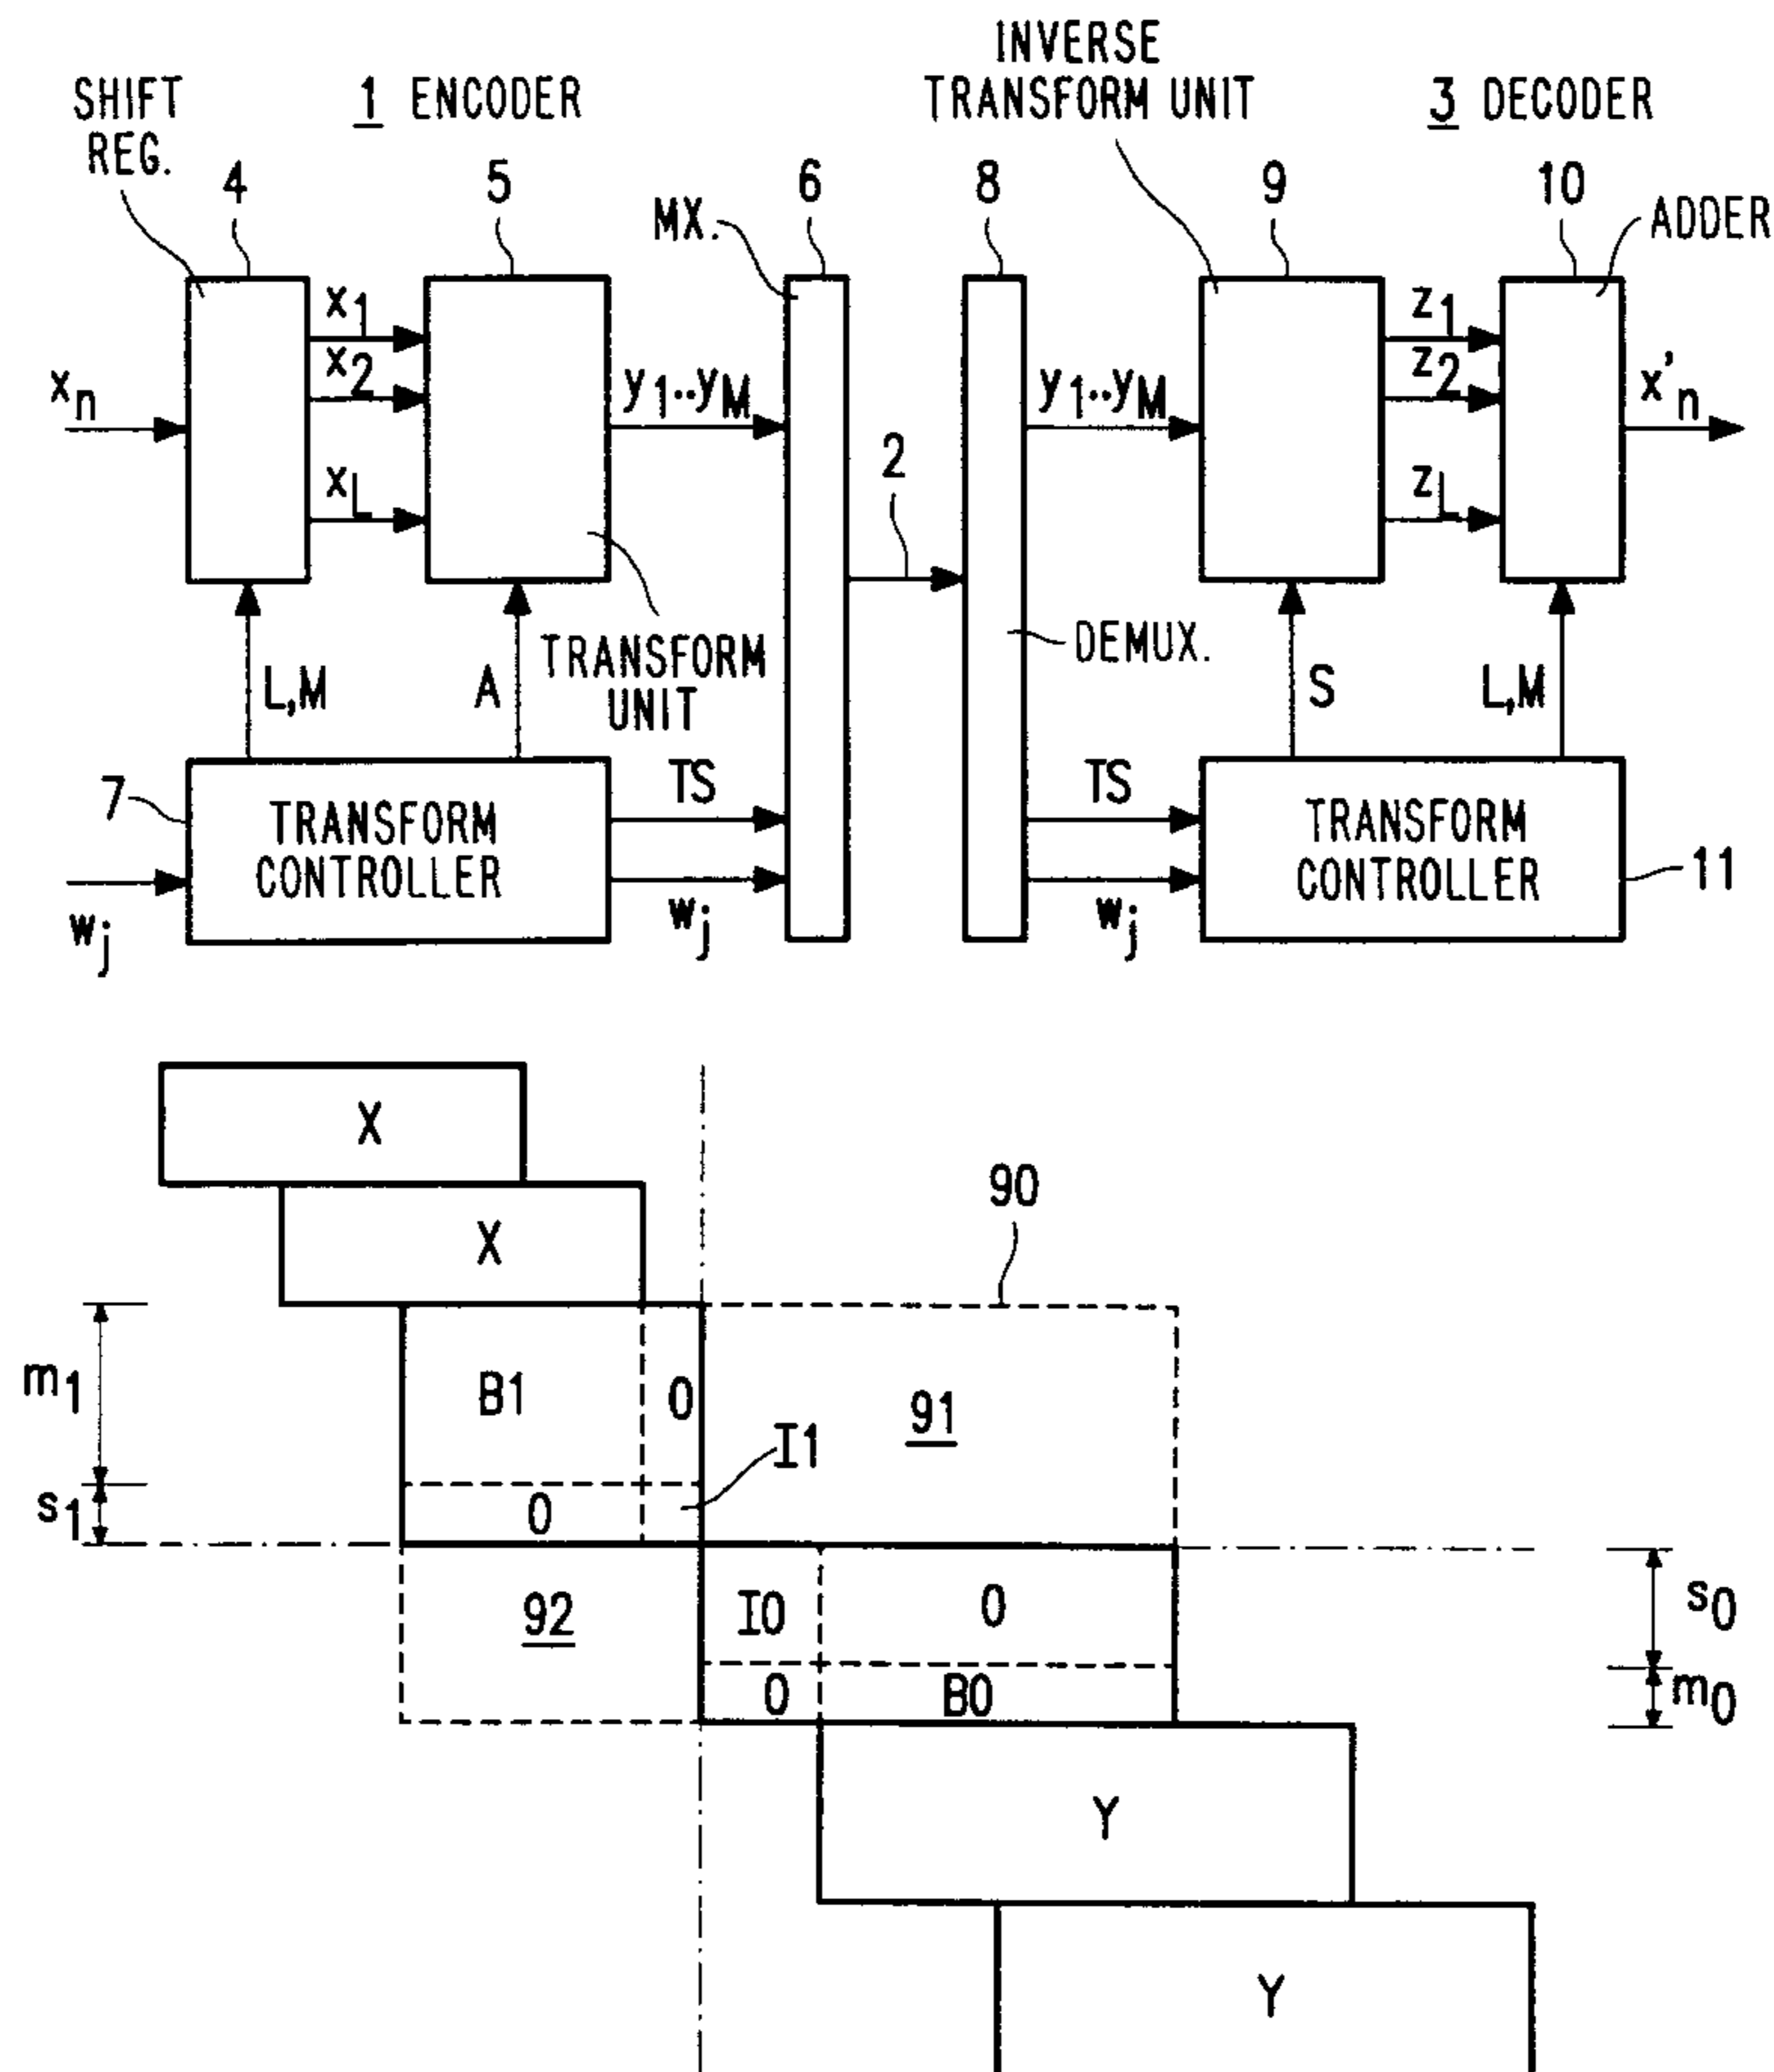 SHIFT
REG.
1 ENCODER
INVERSE
TRANSFORM UNIT
3 DECODER
4
5
MX.
6
8
9
10
ADDER
xn
x1
x2
xL
y1..yM
2
y1..yM
z1
z2
zL
x'n
L,M
A
TRANSFORM
UNIT
DEMUX.
S
L,M
7
TRANSFORM
CONTROLLER
TS
TS
TRANSFORM
CONTROLLER
11
wj
wj
wj
X
X
90
m1
B1
0
91
I1
s1
0
92
I0
0
s0
0
B0
m0
Y
Y